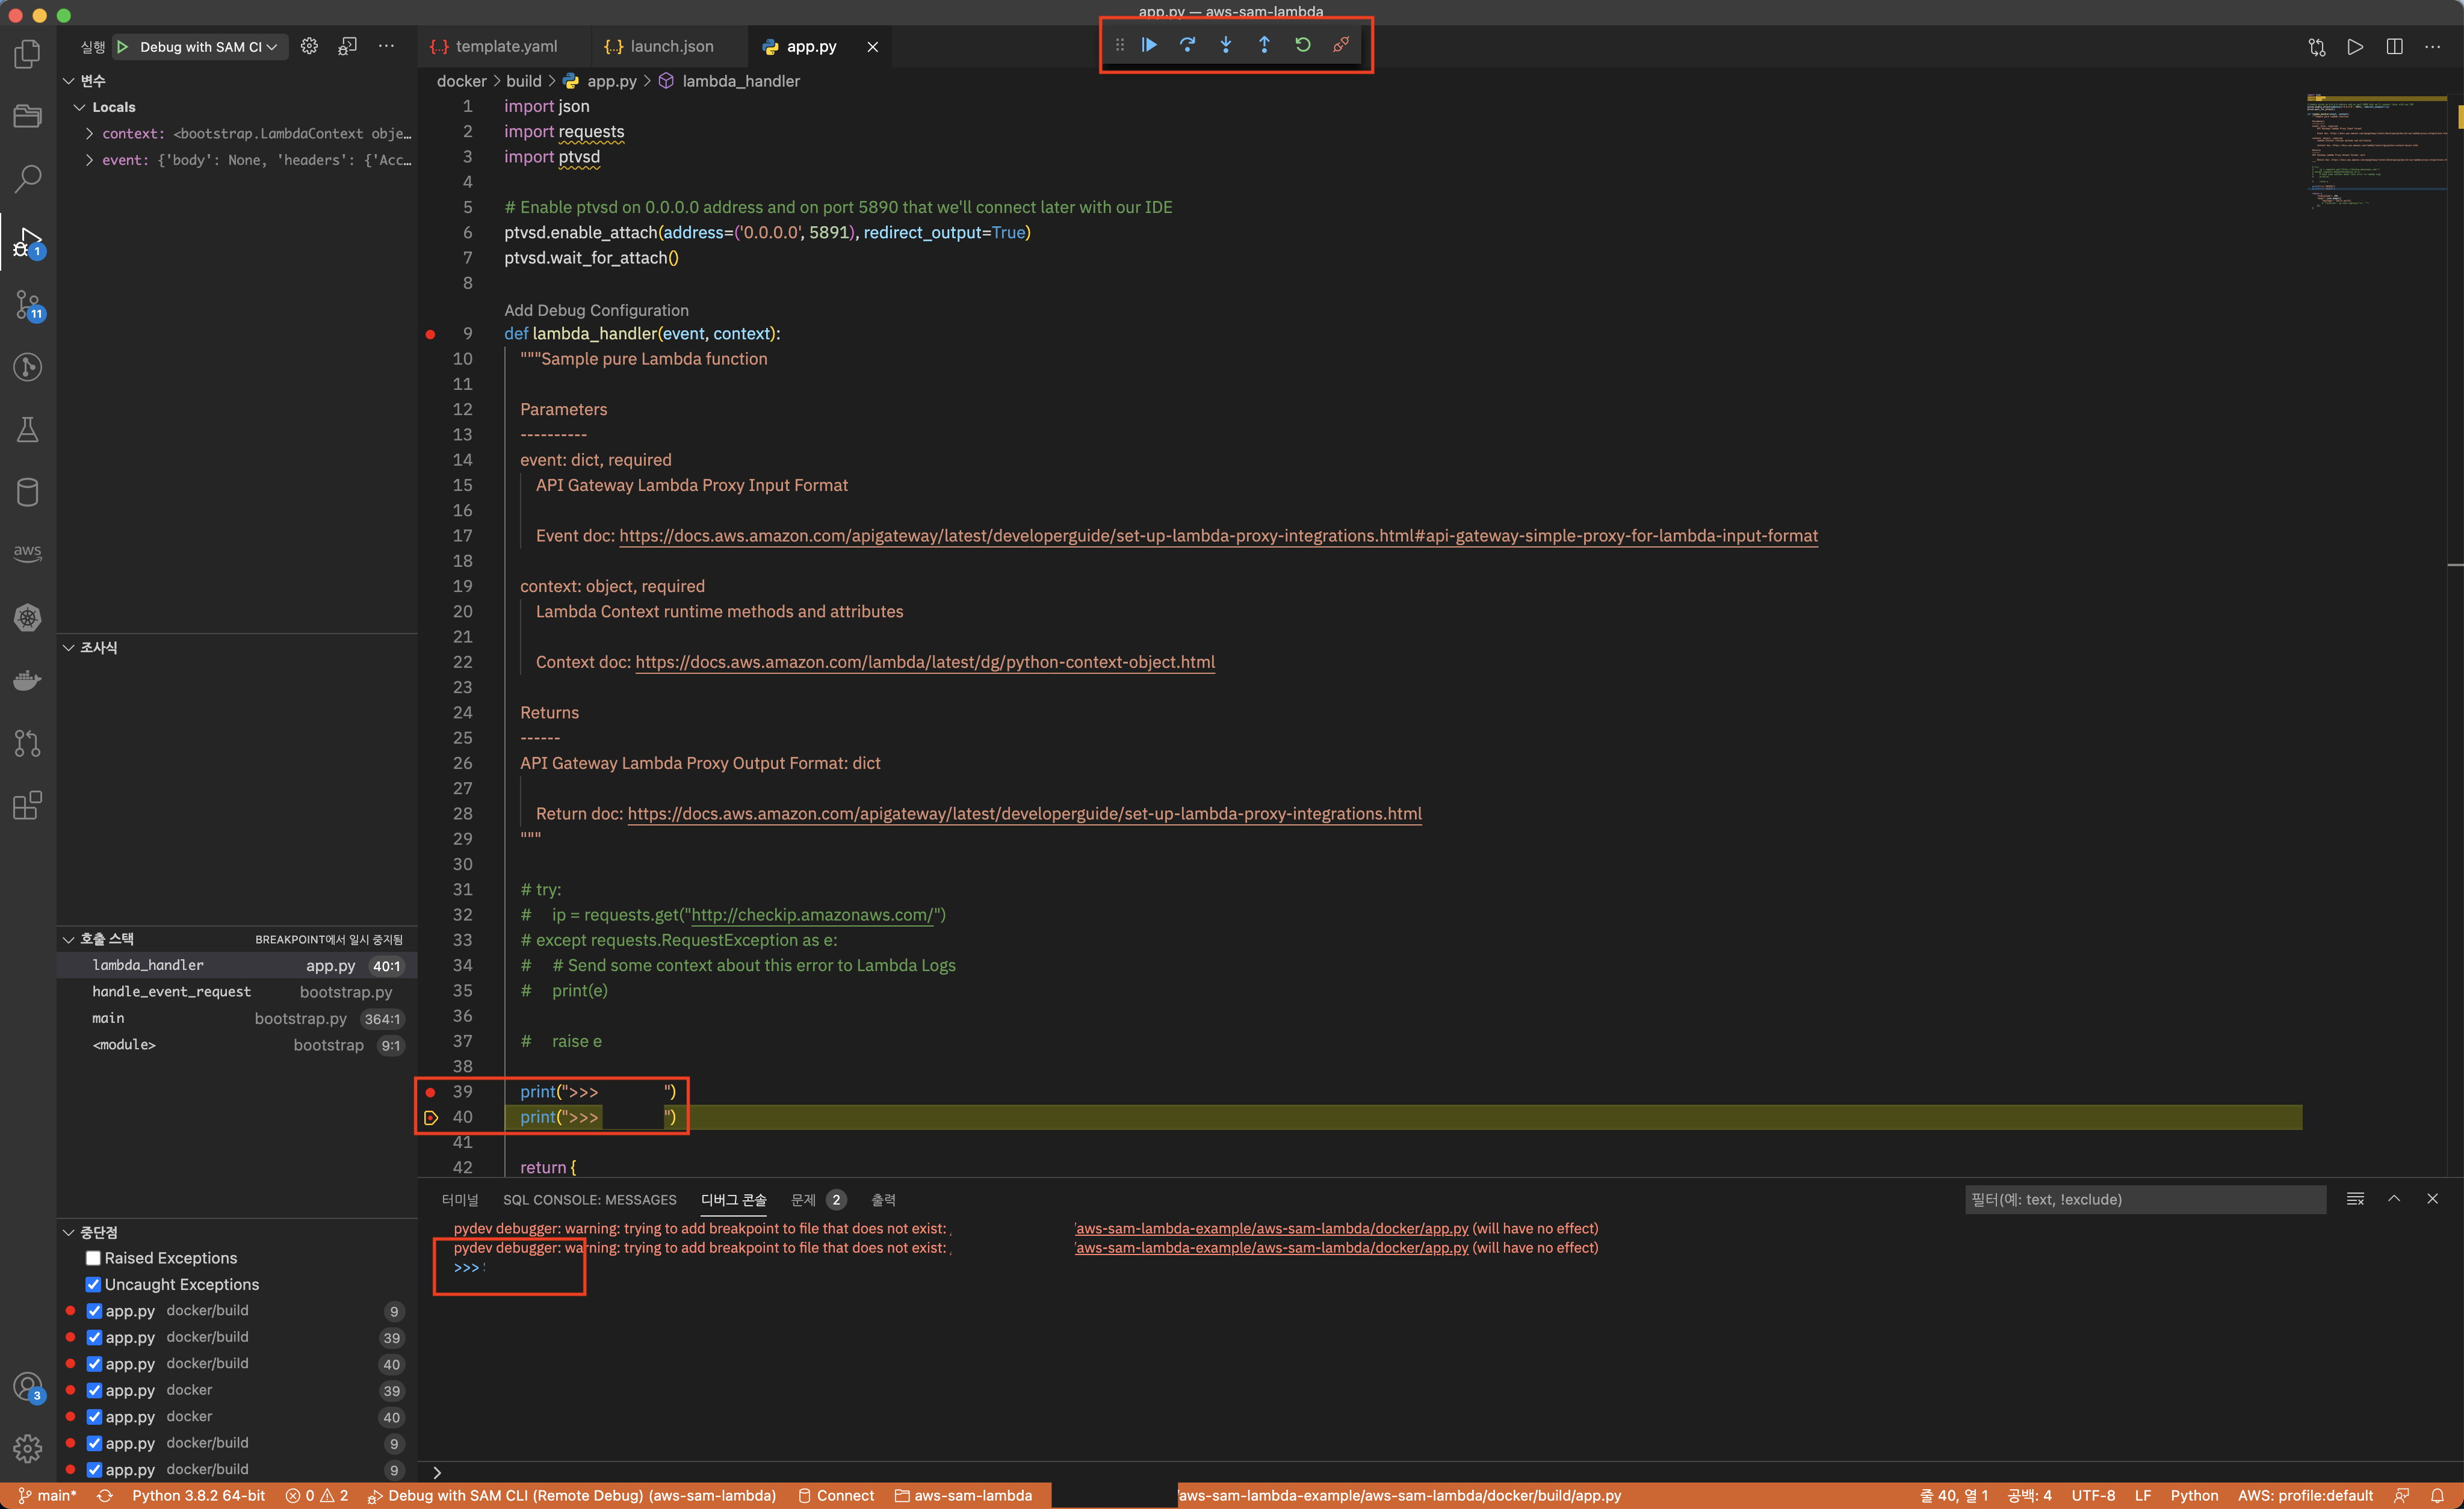 app.py — aws-sam-lambda
실행 Debug with SAM CI
template.yaml launch.json app.py
docker > build > app.py > lambda_handler
변수
Locals
context: <bootstrap.LambdaContext obje…
event: {'body': None, 'headers': {'Acc…
조사식
호출 스택 BREAKPOINT에서 일시 중지됨
lambda_handler app.py 40:1
handle_event_request bootstrap.py
main bootstrap.py 364:1
<module> bootstrap 9:1
중단점
Raised Exceptions
Uncaught Exceptions
app.py docker/build 9
app.py docker/build 39
app.py docker/build 40
app.py docker 39
app.py docker 40
app.py docker/build 9
app.py docker/build 9
1
11
aws
3
1 import json
2 import requests
3 import ptvsd
4
5 # Enable ptvsd on 0.0.0.0 address and on port 5890 that we'll connect later with our IDE
6 ptvsd.enable_attach(address=('0.0.0.0', 5891), redirect_output=True)
7 ptvsd.wait_for_attach()
8
Add Debug Configuration
9 def lambda_handler(event, context):
10 """Sample pure Lambda function
11
12 Parameters
13 ----------
14 event: dict, required
15 API Gateway Lambda Proxy Input Format
16
17 Event doc: https://docs.aws.amazon.com/apigateway/latest/developerguide/set-up-lambda-proxy-integrations.html#api-gateway-simple-proxy-for-lambda-input-format
18
19 context: object, required
20 Lambda Context runtime methods and attributes
21
22 Context doc: https://docs.aws.amazon.com/lambda/latest/dg/python-context-object.html
23
24 Returns
25 ------
26 API Gateway Lambda Proxy Output Format: dict
27
28 Return doc: https://docs.aws.amazon.com/apigateway/latest/developerguide/set-up-lambda-proxy-integrations.html
29 """
30
31 # try:
32 # ip = requests.get("http://checkip.amazonaws.com/")
33 # except requests.RequestException as e:
34 # # Send some context about this error to Lambda Logs
35 # print(e)
36
37 # raise e
38
39 print(">>> ")
40 print(">>> ")
41
42 return {
터미널 SQL CONSOLE: MESSAGES 디버그 콘솔 문제 2 출력 필터(예: text, !exclude)
pydev debugger: warning: trying to add breakpoint to file that does not exist: /aws-sam-lambda-example/aws-sam-lambda/docker/app.py (will have no effect)
pydev debugger: warning: trying to add breakpoint to file that does not exist: /aws-sam-lambda-example/aws-sam-lambda/docker/app.py (will have no effect)
>>>
>
main* Python 3.8.2 64-bit 0 2 Debug with SAM CLI (Remote Debug) (aws-sam-lambda) Connect aws-sam-lambda /aws-sam-lambda-example/aws-sam-lambda/docker/build/app.py 줄 40, 열 1 공백: 4 UTF-8 LF Python AWS: profile:default